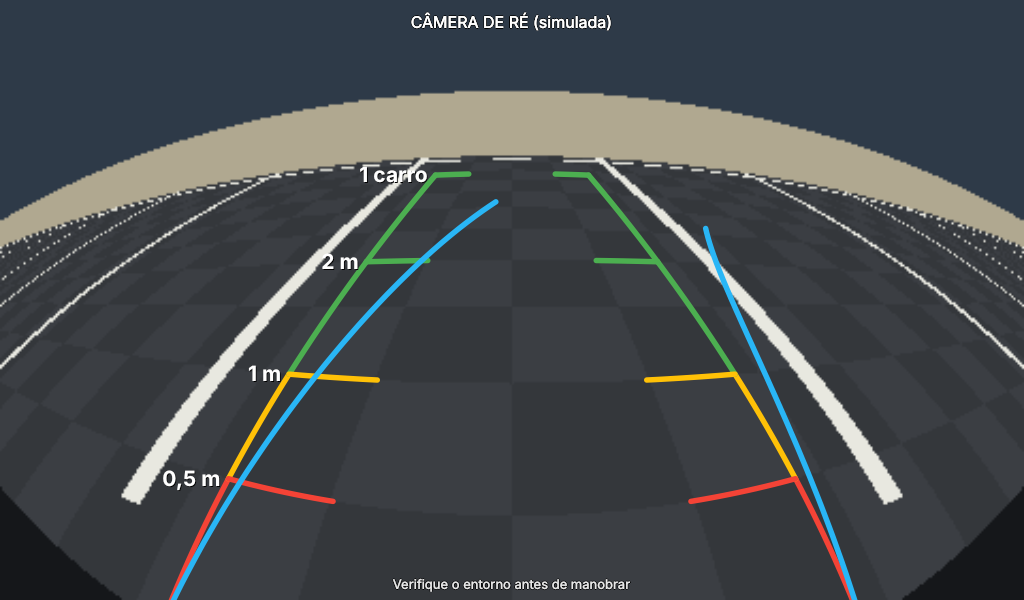 CÂMERA DE RÉ (simulada)
1 carro
2 m
1 m
0,5 m
Verifique o entorno antes de manobrar